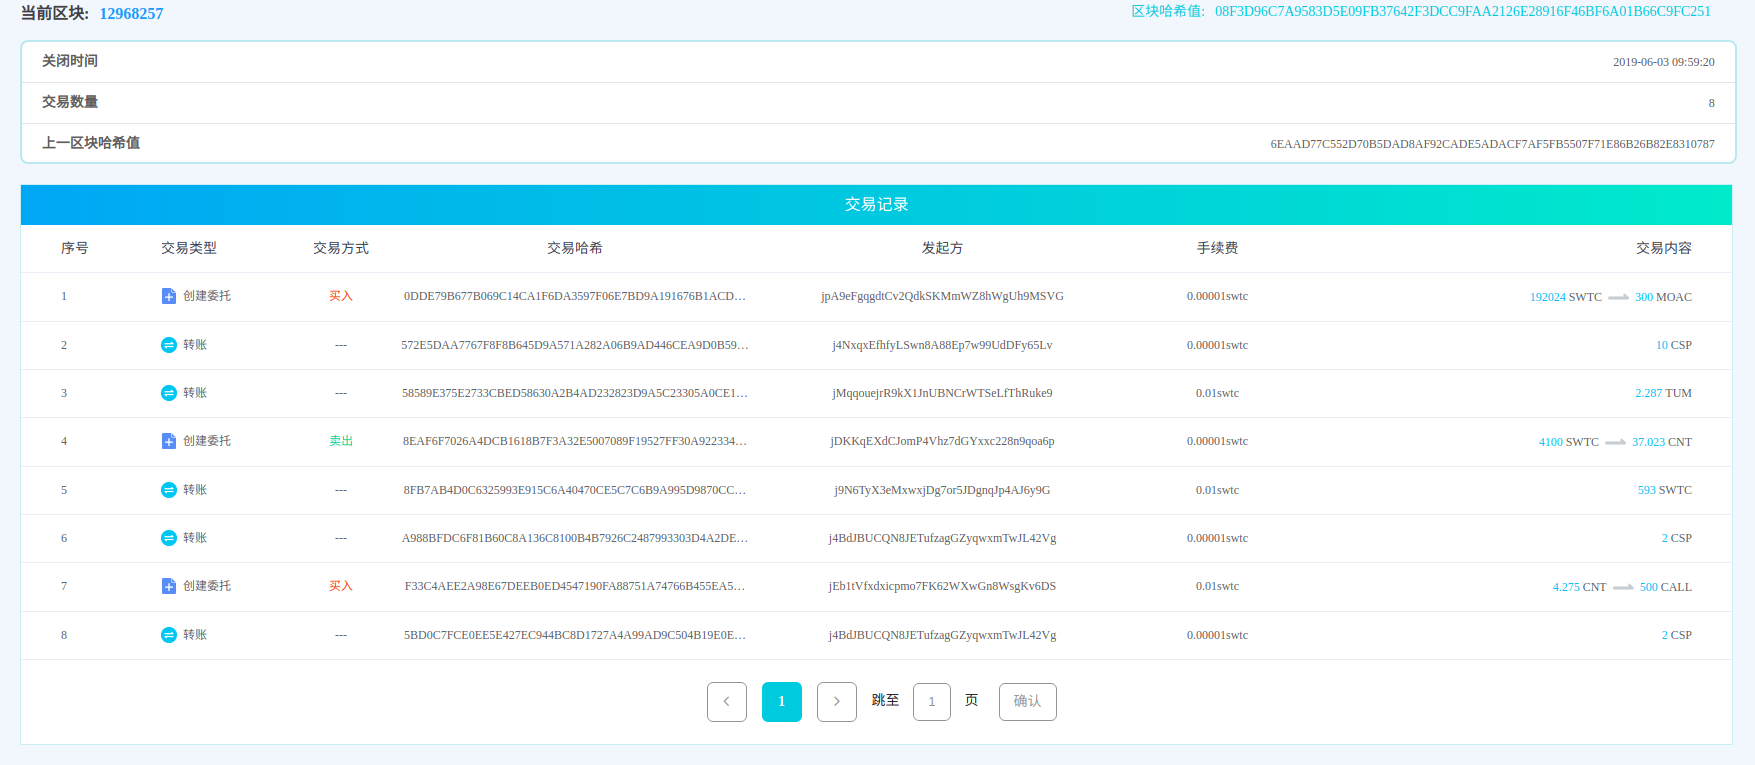 当前区块: 12968257 区块哈希值: 08F3D96C7A9583D5E09FB37642F3DCC9FAA2126E28916F46BF6A01B66C9FC251
关闭时间 2019-06-03 09:59:20
交易数量 8
上一区块哈希值 6EAAD77C552D70B5DAD8AF92CADE5ADACF7AF5FB5507F71E86B26B82E8310787
交易记录
序号 交易类型 交易方式 交易哈希 发起方 手续费 交易内容
1 创建委托 买入 0DDE79B677B069C14CA1F6DA3597F06E7BD9A191676B1ACD... jpA9eFgqgdtCv2QdkSKMmWZ8hWgUh9MSVG 0.00001swtc 192024 SWTC 300 MOAC
2 转账 --- 572E5DAA7767F8F8B645D9A571A282A06B9AD446CEA9D0B59... j4NxqxEfhfyLSwn8A88Ep7w99UdDFy65Lv 0.00001swtc 10 CSP
3 转账 --- 58589E375E2733CBED58630A2B4AD232823D9A5C23305A0CE1... jMqqouejrR9kX1JnUBNCrWTSeLfThRuke9 0.01swtc 2.287 TUM
4 创建委托 卖出 8EAF6F7026A4DCB1618B7F3A32E5007089F19527FF30A922334... jDKKqEXdCJomP4Vhz7dGYxxc228n9qoa6p 0.00001swtc 4100 SWTC 37.023 CNT
5 转账 --- 8FB7AB4D0C6325993E915C6A40470CE5C7C6B9A995D9870CC... j9N6TyX3eMxwxjDg7or5JDgnqJp4AJ6y9G 0.01swtc 593 SWTC
6 转账 --- A988BFDC6F81B60C8A136C8100B4B7926C2487993303D4A2DE... j4BdJBUCQN8JETufzagGZyqwxmTwJL42Vg 0.00001swtc 2 CSP
7 创建委托 买入 F33C4AEE2A98E67DEEB0ED4547190FA88751A74766B455EA5... jEb1tVfxdxicpmo7FK62WXwGn8WsgKv6DS 0.01swtc 4.275 CNT 500 CALL
8 转账 --- 5BD0C7FCE0EE5E427EC944BC8D1727A4A99AD9C504B19E0E... j4BdJBUCQN8JETufzagGZyqwxmTwJL42Vg 0.00001swtc 2 CSP
< 1 > 跳至 1 页 确认